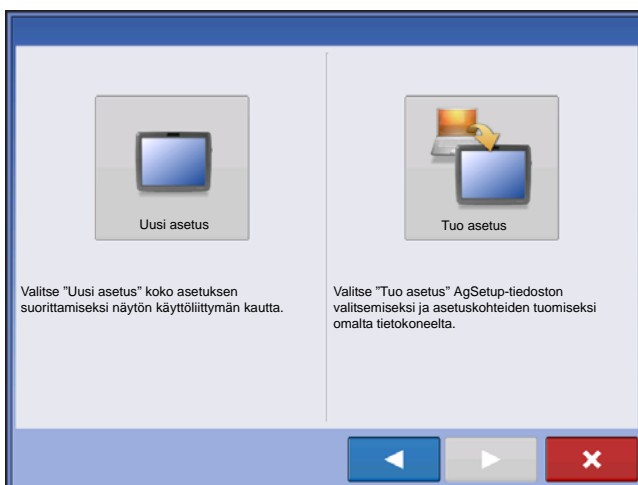 Uusi asetus
Tuo asetus
Valitse ”Uusi asetus” koko asetuksen
suorittamiseksi näytön käyttöliittymän kautta.
Valitse ”Tuo asetus” AgSetup-tiedoston
valitsemiseksi ja asetuskohteiden tuomiseksi
omalta tietokoneelta.